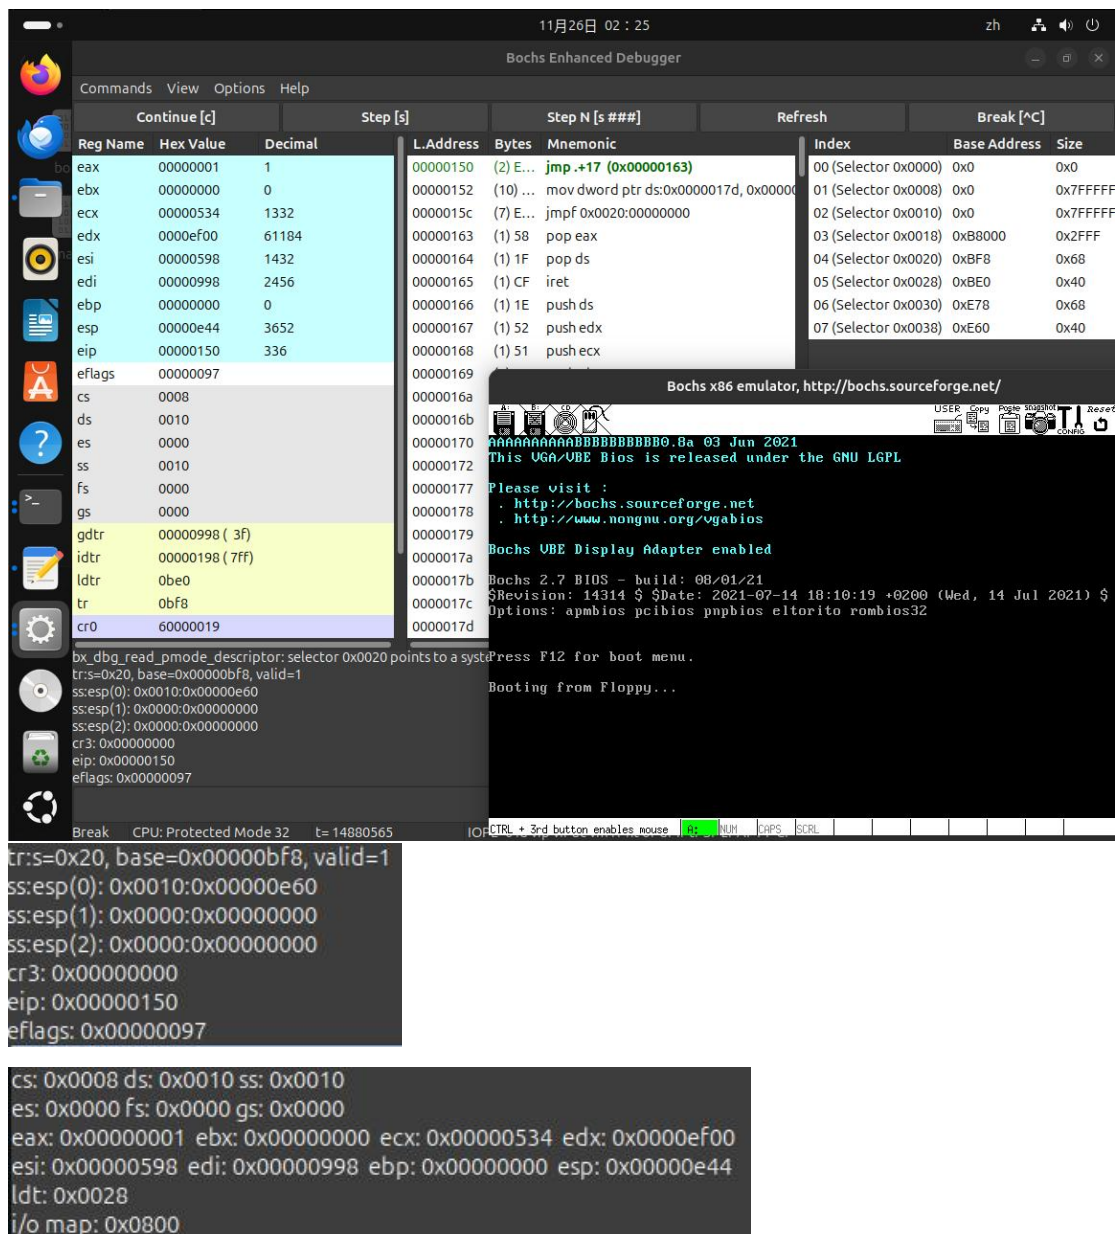 11月26日 02：25
zh
Bochs Enhanced Debugger
Commands View Options Help
Continue [c] Step [s] Step N [s ###] Refresh Break [^C]
Reg Name Hex Value Decimal
eax 00000001 1
ebx 00000000 0
ecx 00000534 1332
edx 0000ef00 61184
esi 00000598 1432
edi 00000998 2456
ebp 00000000 0
esp 00000e44 3652
eip 00000150 336
eflags 00000097
cs 0008
ds 0010
es 0000
ss 0010
fs 0000
gs 0000
gdtr 00000998 ( 3f)
idtr 00000198 ( 7ff)
ldtr 0be0
tr 0bf8
cr0 60000019
L.Address Bytes Mnemonic
00000150 (2) E... jmp .+17 (0x00000163)
00000152 (10) ... mov dword ptr ds:0x0000017d, 0x0000
0000015c (7) E... jmpf 0x0020:00000000
00000163 (1) 58 pop eax
00000164 (1) 1F pop ds
00000165 (1) CF iret
00000166 (1) 1E push ds
00000167 (1) 52 push edx
00000168 (1) 51 push ecx
00000169
0000016a
0000016b
00000170
00000172
00000177
00000178
00000179
0000017a
0000017b
0000017c
0000017d
Index Base Address Size
00 (Selector 0x0000) 0x0 0x0
01 (Selector 0x0008) 0x0 0x7FFFFF
02 (Selector 0x0010) 0x0 0x7FFFFF
03 (Selector 0x0018) 0xB8000 0x2FFF
04 (Selector 0x0020) 0xBF8 0x68
05 (Selector 0x0028) 0xBE0 0x40
06 (Selector 0x0030) 0xE78 0x68
07 (Selector 0x0038) 0xE60 0x40
Bochs x86 emulator, http://bochs.sourceforge.net/
A: B: CD
USER Copy Paste snapshot CONFIG Reset
AAAAAAAAAABBBBBBBBBB0.8a 03 Jun 2021
This VGA/VBE Bios is released under the GNU LGPL
Please visit :
. http://bochs.sourceforge.net
. http://www.nongnu.org/vgabios
Bochs VBE Display Adapter enabled
Bochs 2.7 BIOS - build: 08/01/21
$Revision: 14314 $ $Date: 2021-07-14 18:10:19 +0200 (Wed, 14 Jul 2021) $
Options: apmbios pcibios pnpbios eltorito rombios32
Press F12 for boot menu.
Booting from Floppy...
CTRL + 3rd button enables mouse A: NUM CAPS SCRL
bx_dbg_read_pmode_descriptor: selector 0x0020 points to a syste
tr:s=0x20, base=0x00000bf8, valid=1
ss:esp(0): 0x0010:0x00000e60
ss:esp(1): 0x0000:0x00000000
ss:esp(2): 0x0000:0x00000000
cr3: 0x00000000
eip: 0x00000150
eflags: 0x00000097
Break CPU: Protected Mode 32 t= 14880565
tr:s=0x20, base=0x00000bf8, valid=1
ss:esp(0): 0x0010:0x00000e60
ss:esp(1): 0x0000:0x00000000
ss:esp(2): 0x0000:0x00000000
cr3: 0x00000000
eip: 0x00000150
eflags: 0x00000097
cs: 0x0008 ds: 0x0010 ss: 0x0010
es: 0x0000 fs: 0x0000 gs: 0x0000
eax: 0x00000001 ebx: 0x00000000 ecx: 0x00000534 edx: 0x0000ef00
esi: 0x00000598 edi: 0x00000998 ebp: 0x00000000 esp: 0x00000e44
ldt: 0x0028
i/o map: 0x0800